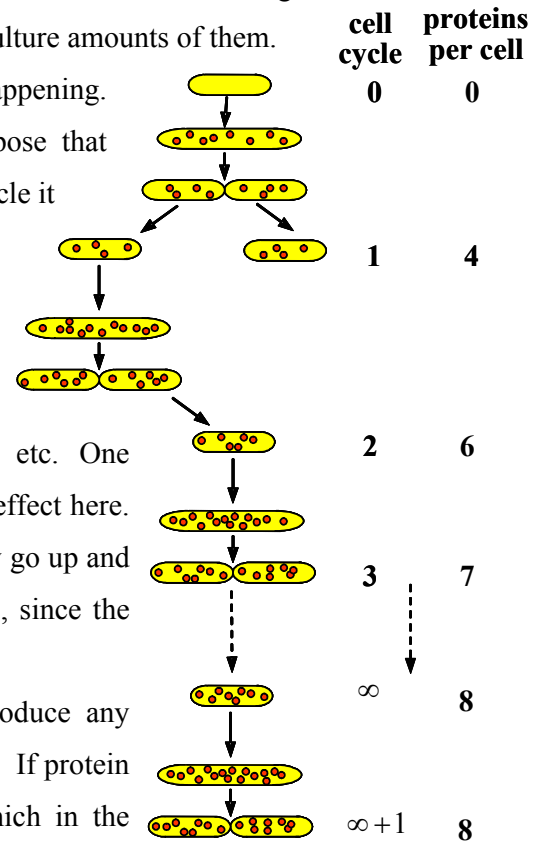 cell proteins
ulture amounts of them. cycle per cell
appening. 0 0
pose that
cle it
1 4
etc. One 2 6
effect here.
go up and 3 7
, since the
oduce any ∞ 8
If protein
hich in the ∞+1 8